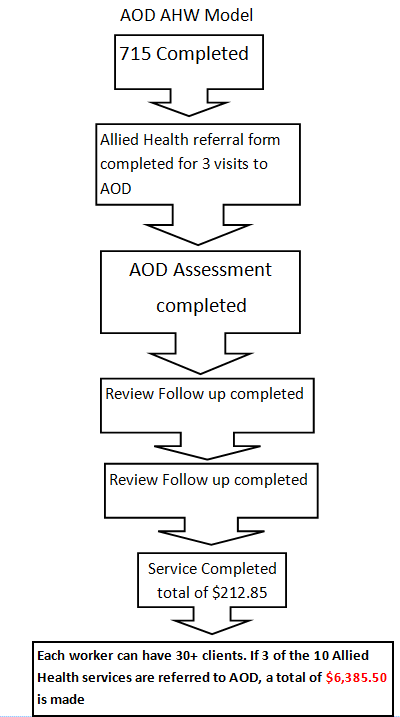 AOD AHW Model
715 Completed
Allied Health referral form
completed for 3 visits to
AOD
AOD Assessment
completed
Review Follow up completed
Review Follow up completed
Service Completed
total of $212.85
Each worker can have 30+ clients. If 3 of the 10 Allied
Health services are referred to AOD, a total of $6,385.50
is made